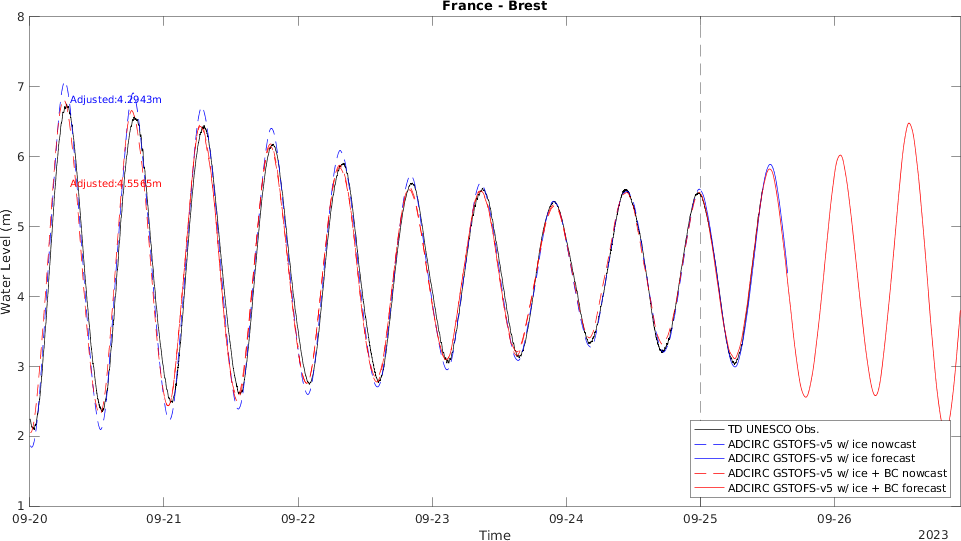 France - Brest
8
7
6
5
4
3
2
1
Water Level (m)
Adjusted:4.2943m
Adjusted:4.5565m
TD UNESCO Obs.
ADCIRC GSTOFS-v5 w/ ice nowcast
ADCIRC GSTOFS-v5 w/ ice forecast
ADCIRC GSTOFS-v5 w/ ice + BC nowcast
ADCIRC GSTOFS-v5 w/ ice + BC forecast
09-20 09-21 09-22 09-23 09-24 09-25 09-26
Time
2023